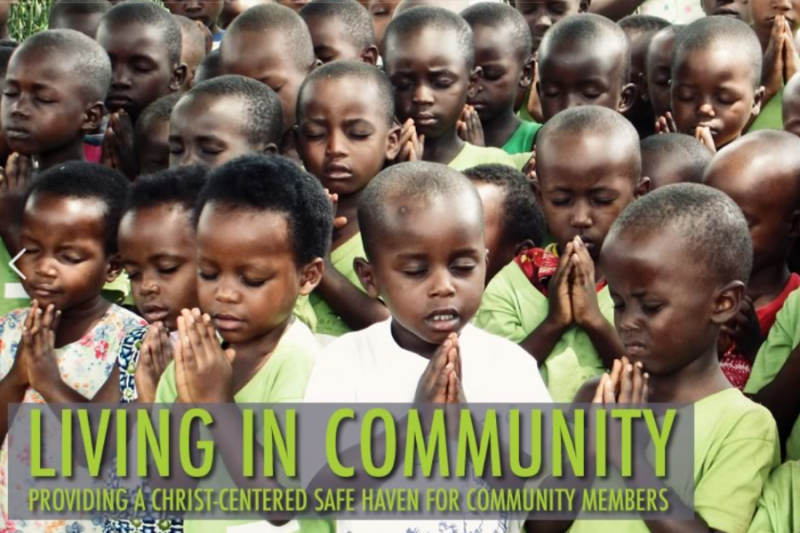 LIVING IN COMMUNITY
PROVIDING A CHRIST-CENTERED SAFE HAVEN FOR COMMUNITY MEMBERS